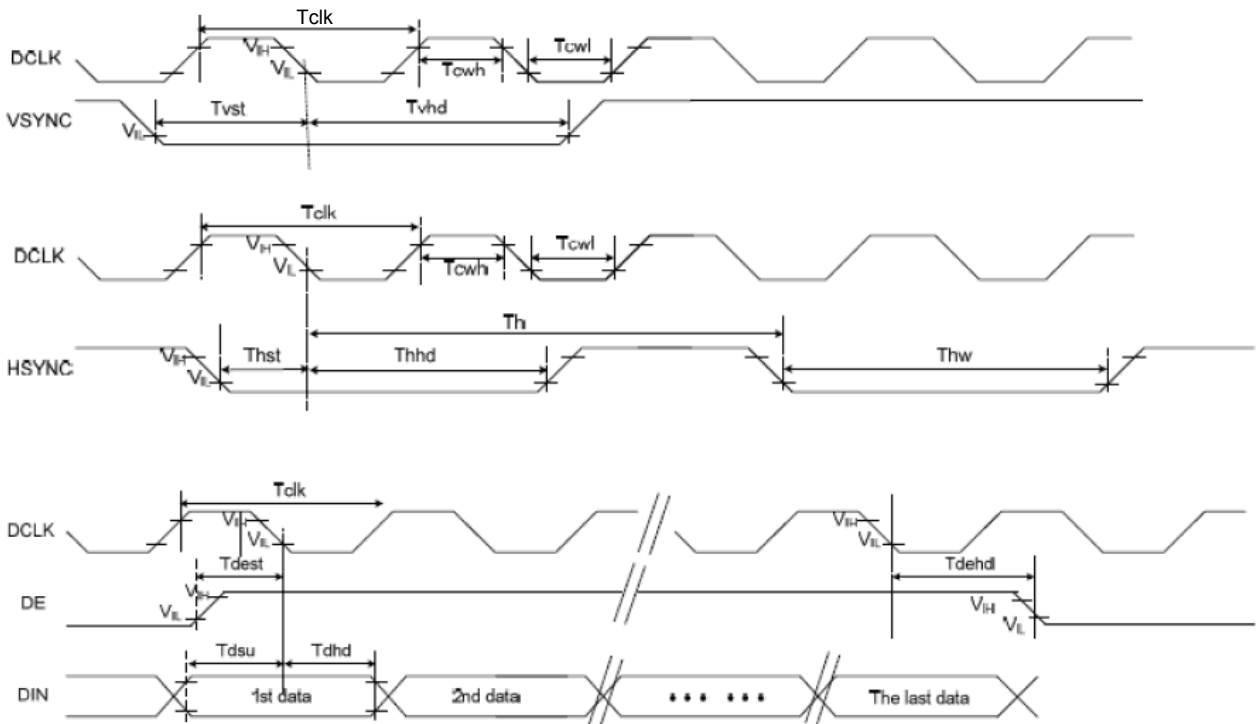 Tclk
DCLK
VIH
VIL
Tcwh
Tcwl
VSYNC
VIL
Tvst
Tvhd
Tclk
DCLK
VIH
VIL
Tcwh
Tcwl
Th
HSYNC
VIH
VIL
Thst
Thhd
Thw
Tclk
DCLK
VIH
VIL
VIH
VIL
Tdest
Tdehd
DE
VIH
VIL
VIH
VIL
Tdsu
Tdhd
DIN
1st data
2nd data
••• •••
The last data